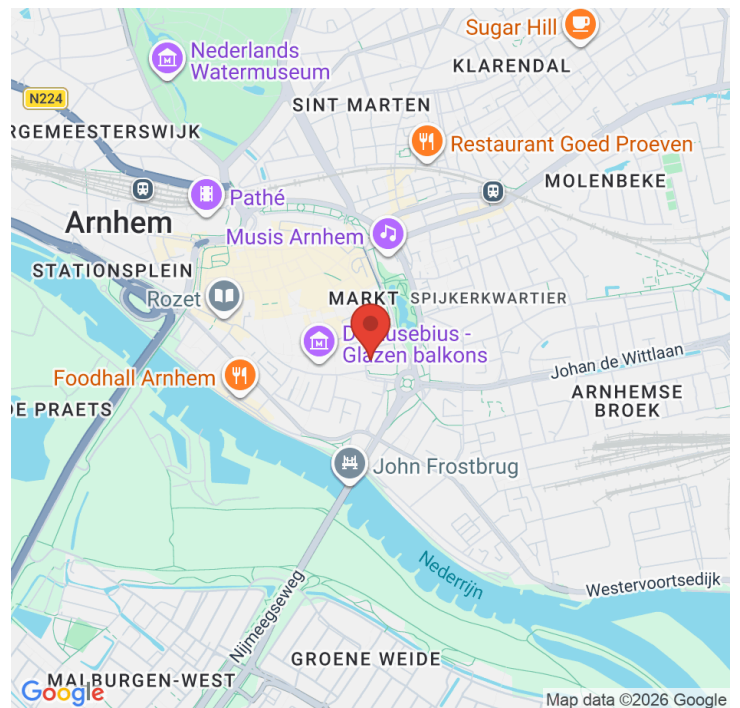 Sugar Hill
Nederlands
Watermuseum
KLARENDAL
N224
SINT MARTEN
RGEMEESTERSWIJK
Restaurant Goed Proeven
MOLENBEKE
Pathé
Arnhem
Musis Arnhem
STATIONSPLEIN
Rozet
MARKT
SPIJKERKWARTIER
D usebius -
Glazen balkons
Johan de Wittlaan
Foodhall Arnhem
ARNHEMSE
BROEK
DE PRAETS
John Frostbrug
Nederrijn
Westervoortsedijk
Nijmeegseweg
GROENE WEIDE
MALBURGEN-WEST
Google
Map data ©2026 Google